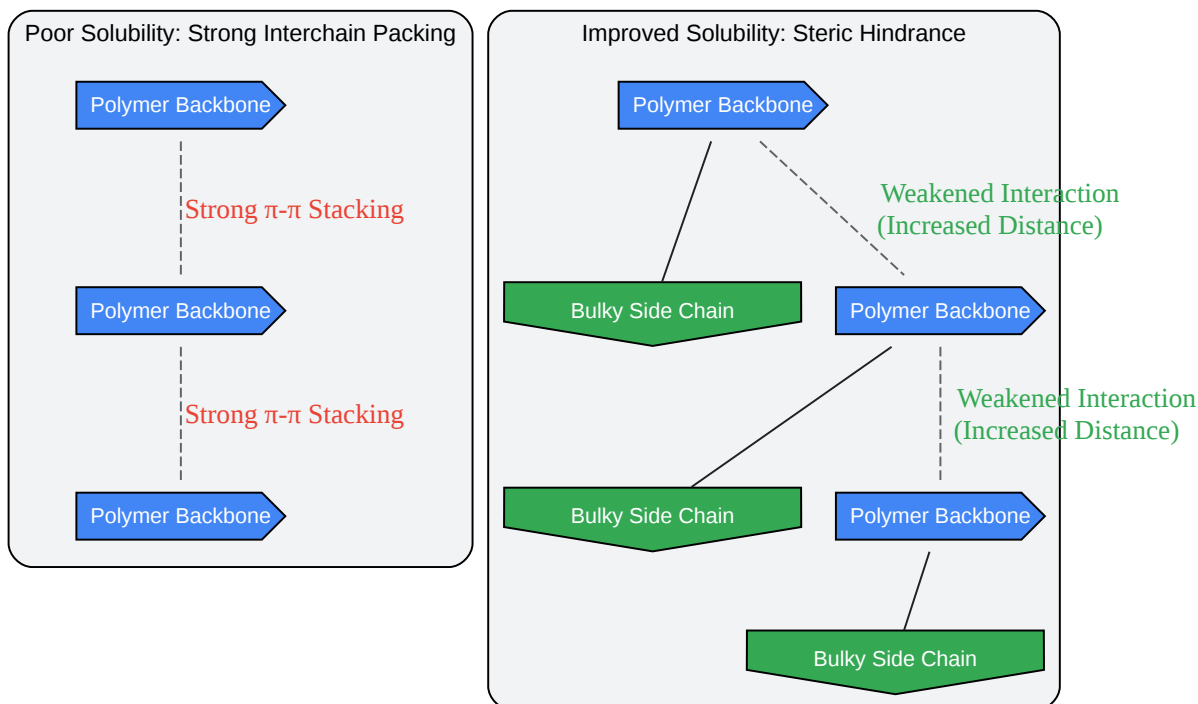 Poor Solubility: Strong Interchain Packing
Polymer Backbone
Strong π-π Stacking
Polymer Backbone
Strong π-π Stacking
Polymer Backbone
Improved Solubility: Steric Hindrance
Polymer Backbone
Weakened Interaction
(Increased Distance)
Bulky Side Chain
Polymer Backbone
Weakened Interaction
(Increased Distance)
Bulky Side Chain
Polymer Backbone
Bulky Side Chain